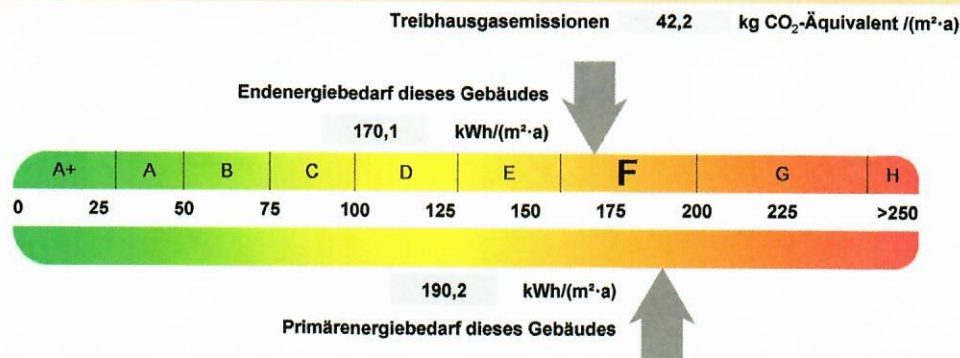 Treibhausgasemissionen 42,2 kg CO₂-Äquivalent /(m²·a)
Endenergiebedarf dieses Gebäudes
170,1 kWh/(m²·a)
A+ A B C D E F G H
0 25 50 75 100 125 150 175 200 225 >250
190,2 kWh/(m²·a)
Primärenergiebedarf dieses Gebäudes